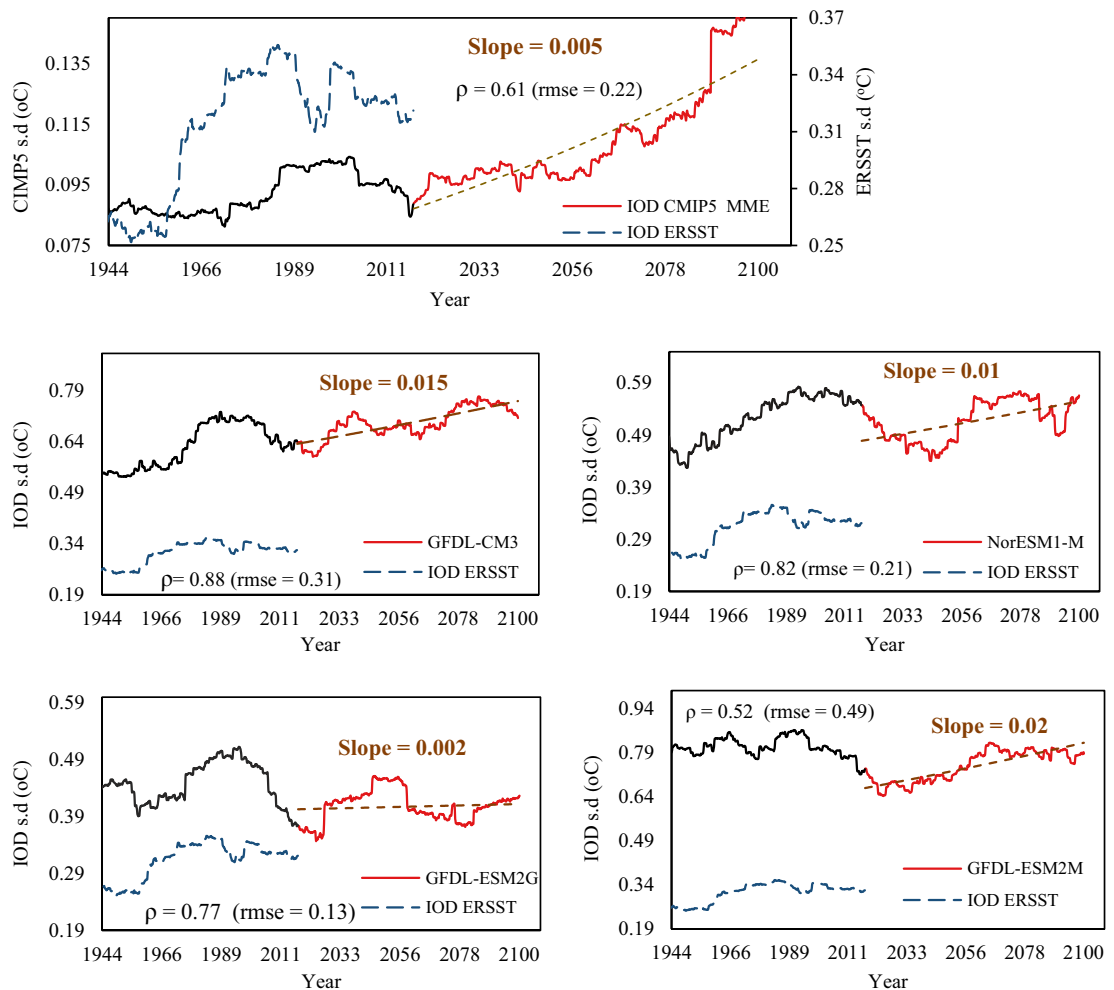 CIMP5 s.d (oC)
0.135
0.115
0.095
0.075
Slope = 0.005
ρ = 0.61 (rmse = 0.22)
IOD CMIP5 MME
IOD ERSST
0.37
0.34
0.31
0.28
0.25
ERSST s.d (°C)
1944 1966 1989 2011 2033 2056 2078 2100
Year
IOD s.d (oC)
0.79
0.64
0.49
0.34
0.19
Slope = 0.015
GFDL-CM3
IOD ERSST
ρ= 0.88 (rmse = 0.31)
1944 1966 1989 2011 2033 2056 2078 2100
Year
IOD s.d (oC)
0.59
0.49
0.39
0.29
0.19
Slope = 0.01
NorESM1-M
IOD ERSST
ρ= 0.82 (rmse = 0.21)
1944 1966 1989 2011 2033 2056 2078 2100
Year
IOD s.d (oC)
0.59
0.49
0.39
0.29
0.19
Slope = 0.002
GFDL-ESM2G
IOD ERSST
ρ = 0.77 (rmse = 0.13)
1944 1966 1989 2011 2033 2056 2078 2100
Year
IOD s.d (oC)
0.94
0.79
0.64
0.49
0.34
0.19
ρ = 0.52 (rmse = 0.49)
Slope = 0.02
GFDL-ESM2M
IOD ERSST
1944 1966 1989 2011 2033 2056 2078 2100
Year